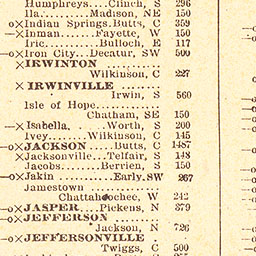 Humphreys....Clinch, S 296
Ila.........Madison, NE 150
—o×Indian Springs.Butts, C 359
—×Inman.......Fayette, W 150
Iric.........Bulloch, E 117
—o×Iron City...Decatur, SW 500
×IRWINTON ........
Wilkinson, C 227
×IRWINVILLE ........
Irwin, S 560
Isle of Hope..........
Chatham, SE 150
—×Isabella.......Worth, S 200
Ivey......Wilkinson, C 145
—o×JACKSON.....Butts, C 1487
×Jacksonville...Telfair, S 148
Jacobs.......Berrien, S 150
—o×Jakin ........Early.SW 267
Jamestown ............
Chattahoochee, W 242
—o×JASPER....Pickens, N 379
—o×JEFFERSON ........
Jackson, N 726
—o×JEFFERSONVILLE .
Twiggs, C 500